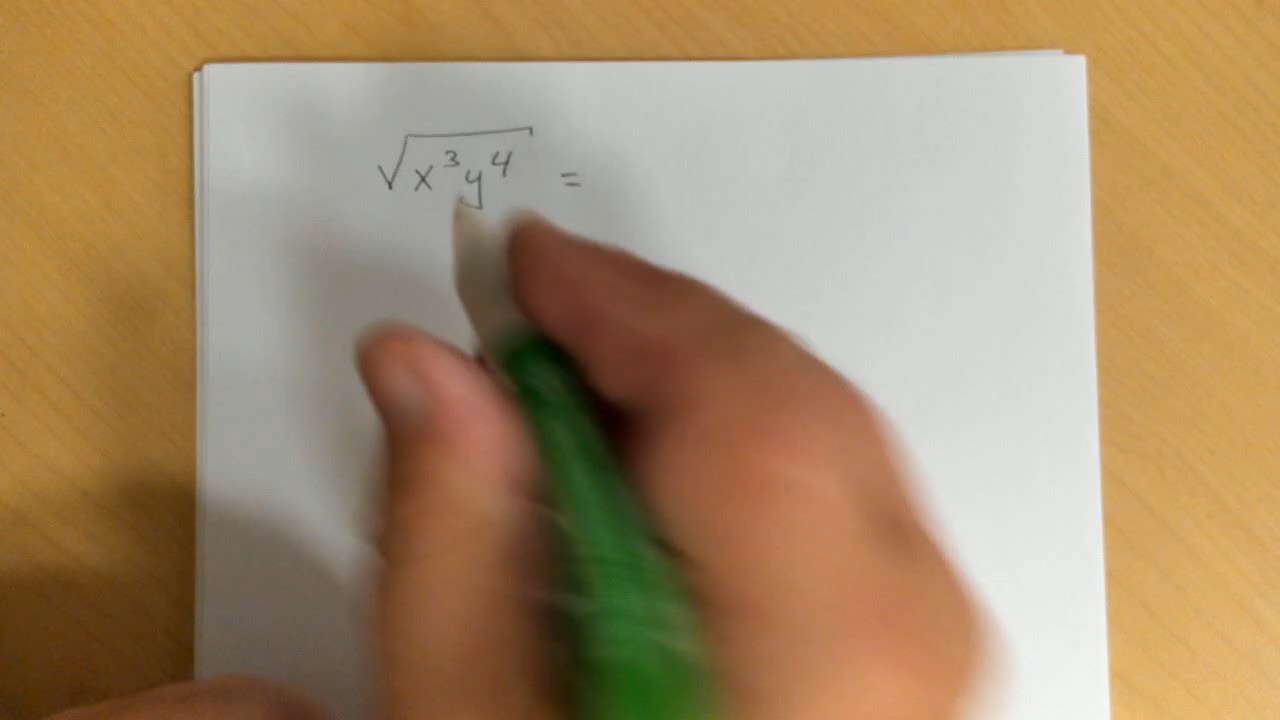 √x³y⁴ =